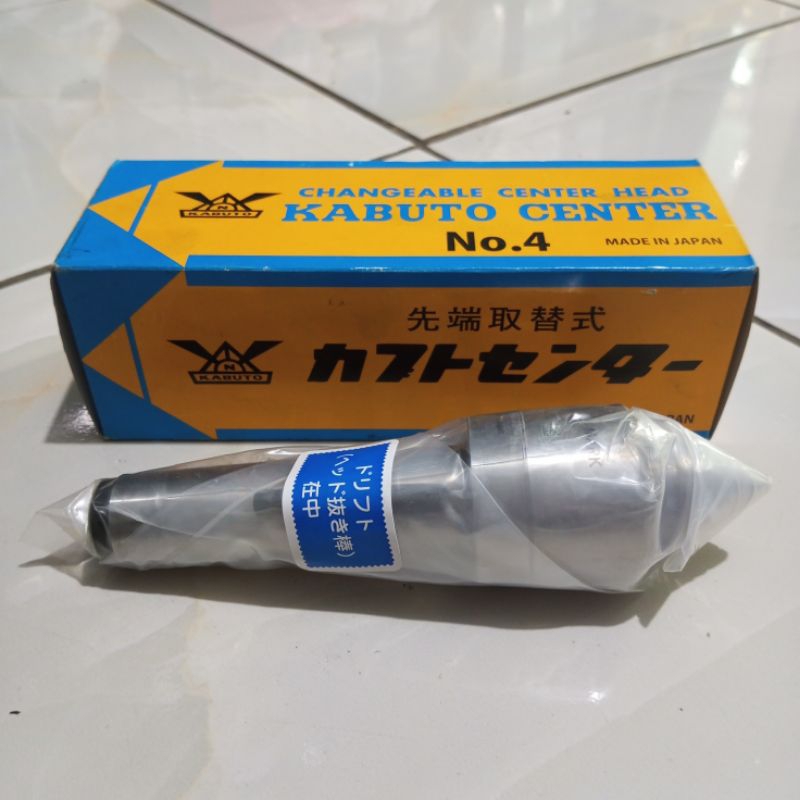 CHANGEABLE CENTER HEAD
KABUTO
KABUTO CENTER
No.4
MADE IN JAPAN
先端取替式
KABUTO
カブトセンター
ドリフト
(ヘッド抜き棒)
在中